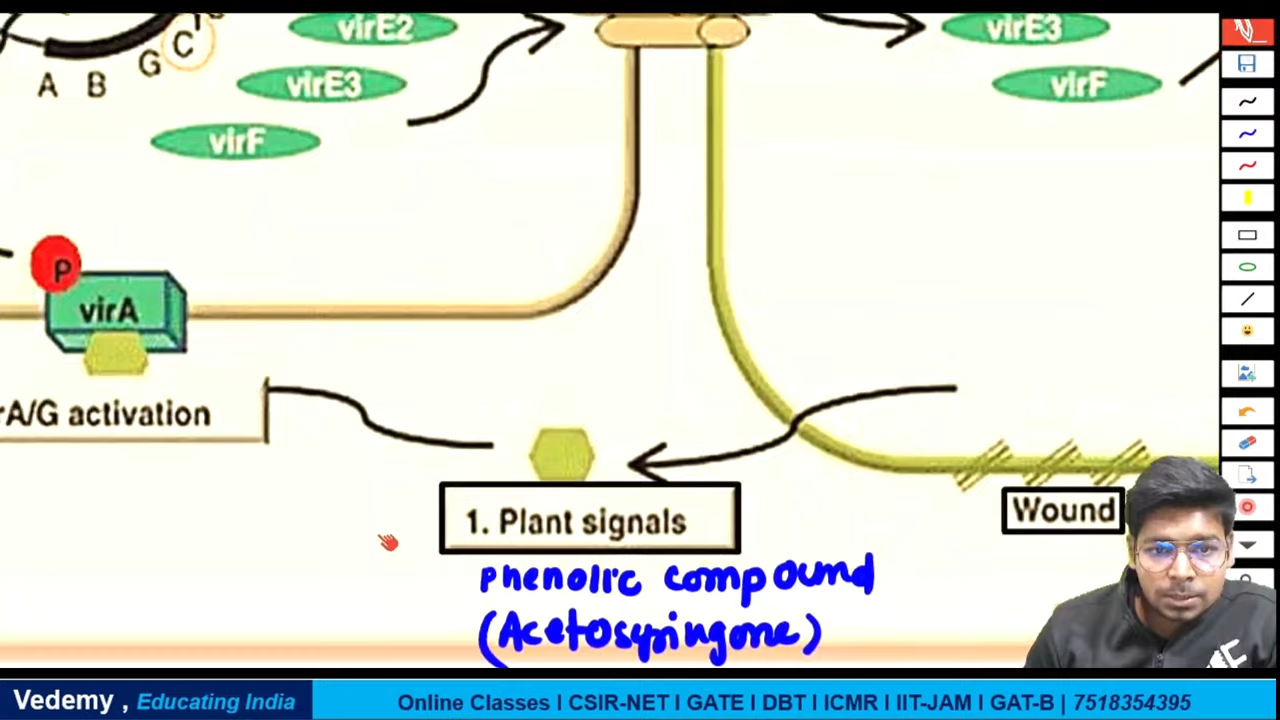 virE2
virE3
C
G
A B
virE3
virF
virF
P
virA
rA/G activation
1. Plant signals
Wound
Phenolic compound
(Acetosyringone)
Vedemy , Educating India
Online Classes I CSIR-NET I GATE I DBT I ICMR I IIT-JAM I GAT-B | 7518354395